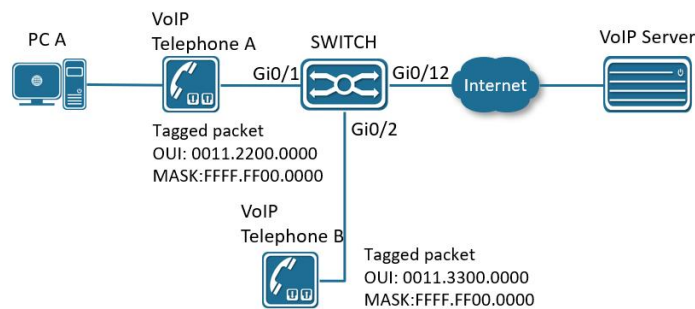 PC A
VoIP
Telephone A
SWITCH
VoIP Server
Gi0/1
Gi0/12
Internet
Gi0/2
Tagged packet
OUI: 0011.2200.0000
MASK:FFFF.FF00.0000
VoIP
Telephone B
Tagged packet
OUI: 0011.3300.0000
MASK:FFFF.FF00.0000